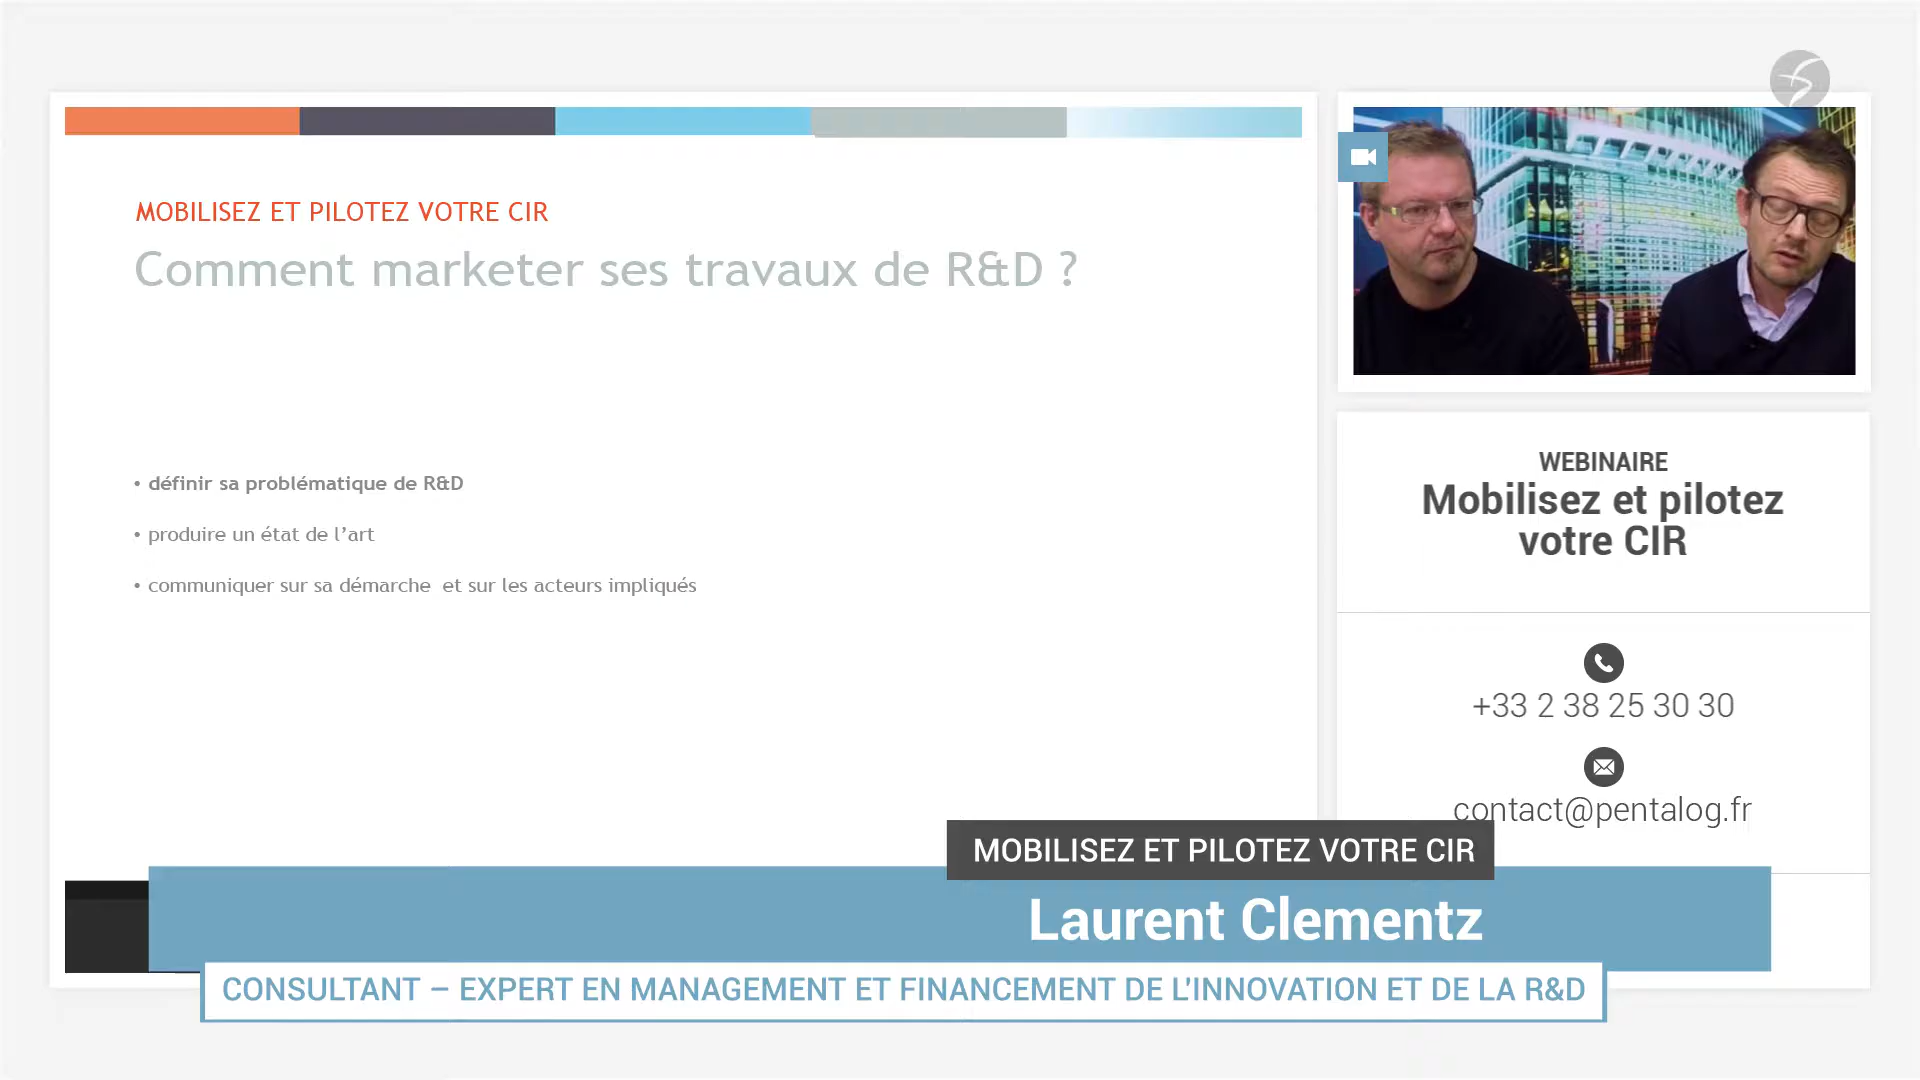 MOBILISEZ ET PILOTEZ VOTRE CIR
Comment marketer ses travaux de R&D ?
• définir sa problématique de R&D
• produire un état de l’art
• communiquer sur sa démarche  et sur les acteurs impliqués
WEBINAIRE
Mobilisez et pilotez
votre CIR
+33 2 38 25 30 30
contact@pentalog.fr
MOBILISEZ ET PILOTEZ VOTRE CIR
Laurent Clementz
CONSULTANT – EXPERT EN MANAGEMENT ET FINANCEMENT DE L'INNOVATION ET DE LA R&D